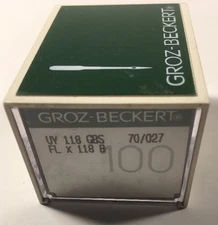 GROZ-BECKERT®
GROZ-BECKERT®
UY 118 GBS 70/027
FL X 118 B
100